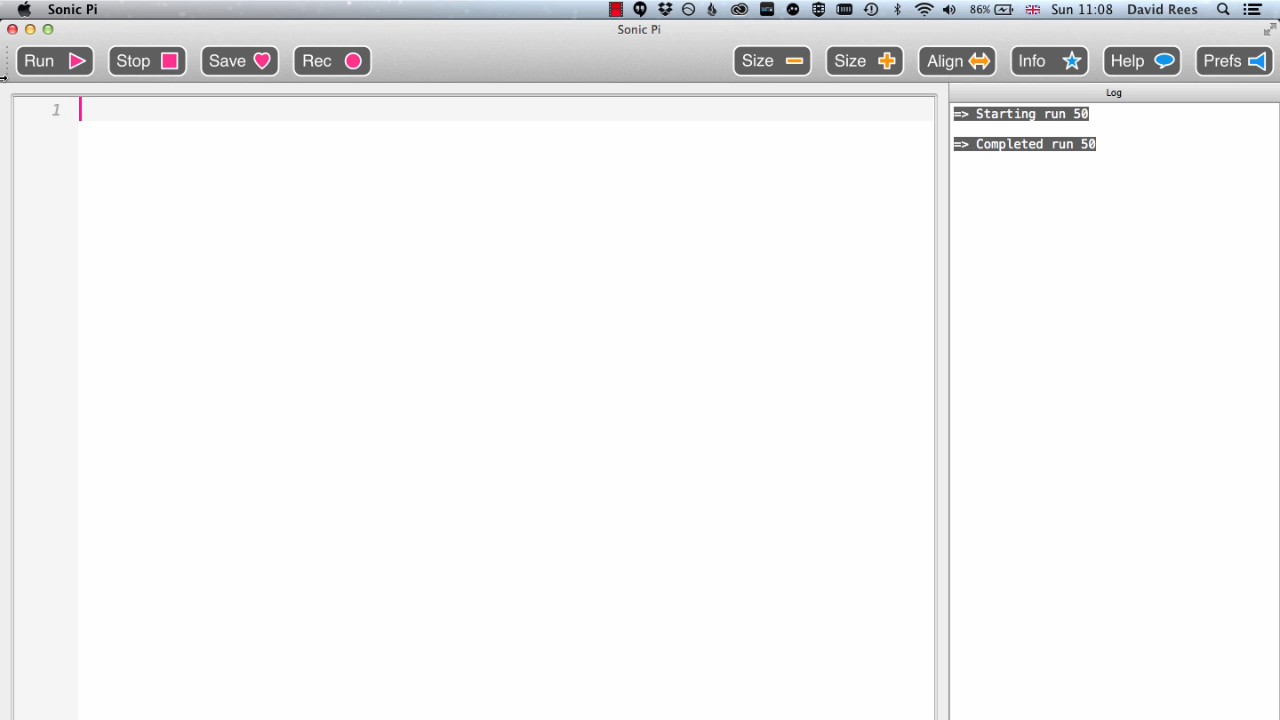 Sonic Pi 86% Sun 11:08 David Rees
Sonic Pi
Run Stop Save Rec Size Size Align Info Help Prefs
Log
1
=> Starting run 50
=> Completed run 50